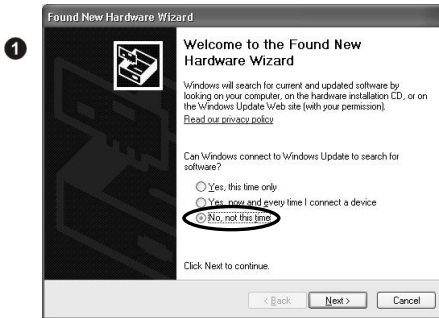 Found New Hardware Wizard
1
Welcome to the Found New
Hardware Wizard
Windows will search for current and updated software by
looking on your computer, on the hardware installation CD, or on
the Windows Update Web site (with your permission).
Read our privacy policy
Can Windows connect to Windows Update to search for
software?
Yes, this time only
Yes, now and every time I connect a device
No, not this time
Click Next to continue.
< Back Next > Cancel